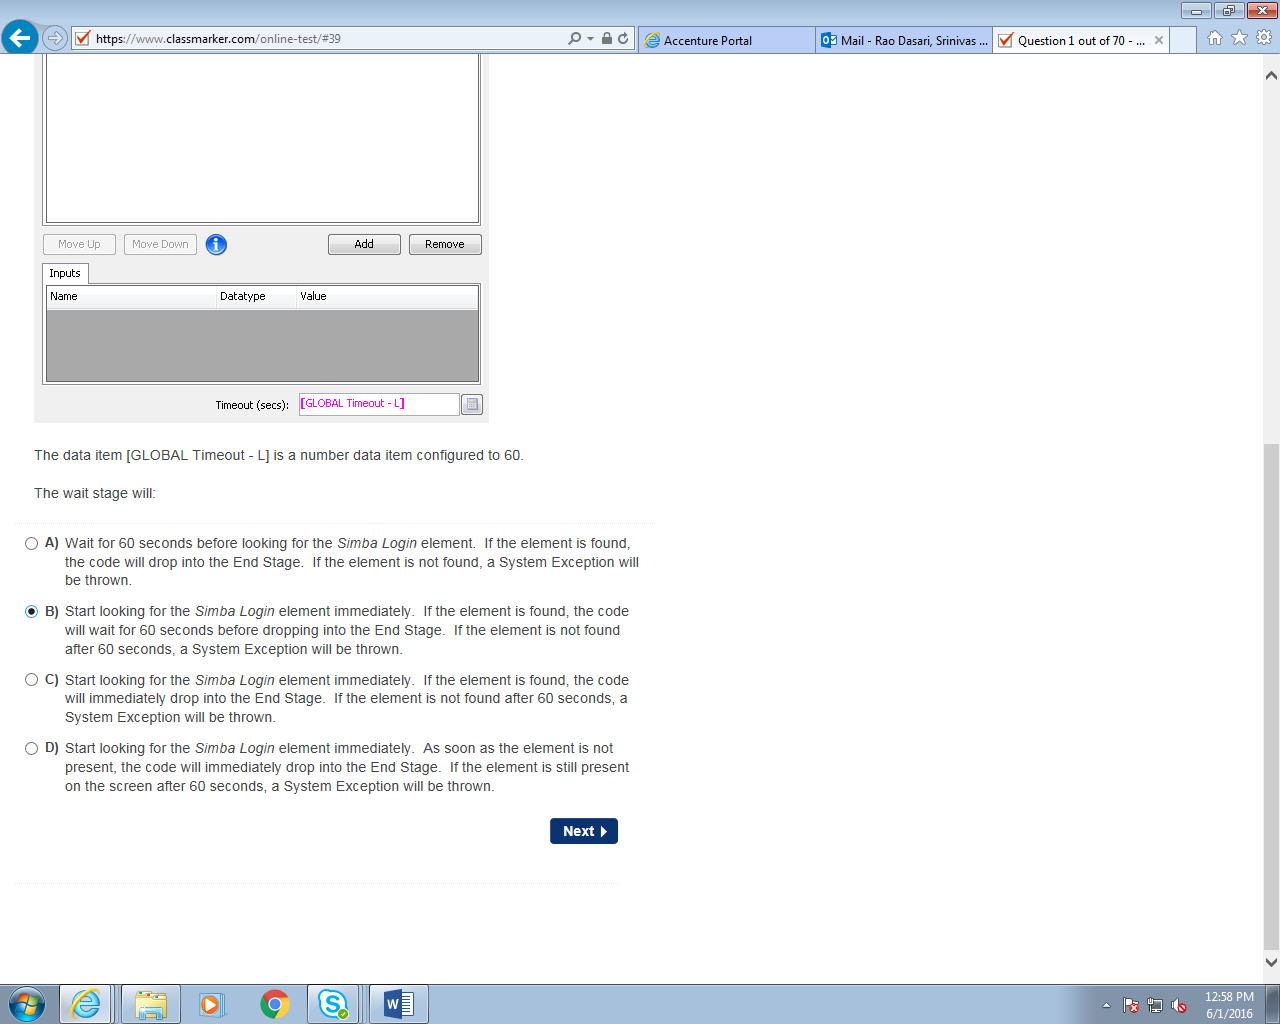 https://www.classmarker.com/online-test/#39
Accenture Portal
Mail - Rao Dasari, Srinivas ...
Question 1 out of 70 - ...
Move Up
Move Down
Add
Remove
Inputs
Name
Datatype
Value
Timeout (secs):
[GLOBAL Timeout - L]
The data item [GLOBAL Timeout - L] is a number data item configured to 60.
The wait stage will:
A) Wait for 60 seconds before looking for the Simba Login element. If the element is found,
the code will drop into the End Stage. If the element is not found, a System Exception will
be thrown.
B) Start looking for the Simba Login element immediately. If the element is found, the code
will wait for 60 seconds before dropping into the End Stage. If the element is not found
after 60 seconds, a System Exception will be thrown.
C) Start looking for the Simba Login element immediately. If the element is found, the code
will immediately drop into the End Stage. If the element is not found after 60 seconds, a
System Exception will be thrown.
D) Start looking for the Simba Login element immediately. As soon as the element is not
present, the code will immediately drop into the End Stage. If the element is still present
on the screen after 60 seconds, a System Exception will be thrown.
Next
12:58 PM
6/1/2016